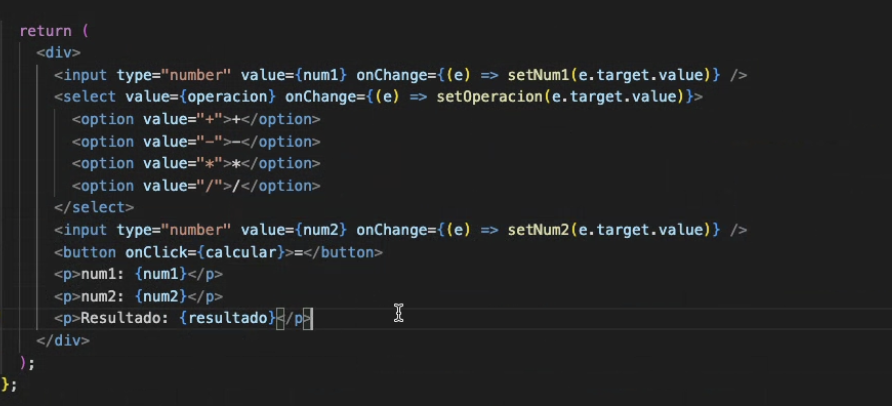 return (
<div>
<input type="number" value={num1} onChange={(e) => setNum1(e.target.value)} />
<select value={operacion} onChange={(e) => setOperacion(e.target.value)}>
<option value="+">+</option>
<option value="-">-</option>
<option value="*">*</option>
<option value="/">/</option>
</select>
<input type="number" value={num2} onChange={(e) => setNum2(e.target.value)} />
<button onClick={calcular}>=</button>
<p>num1: {num1}</p>
<p>num2: {num2}</p>
<p>Resultado: {resultado}</p>
</div>
);
};